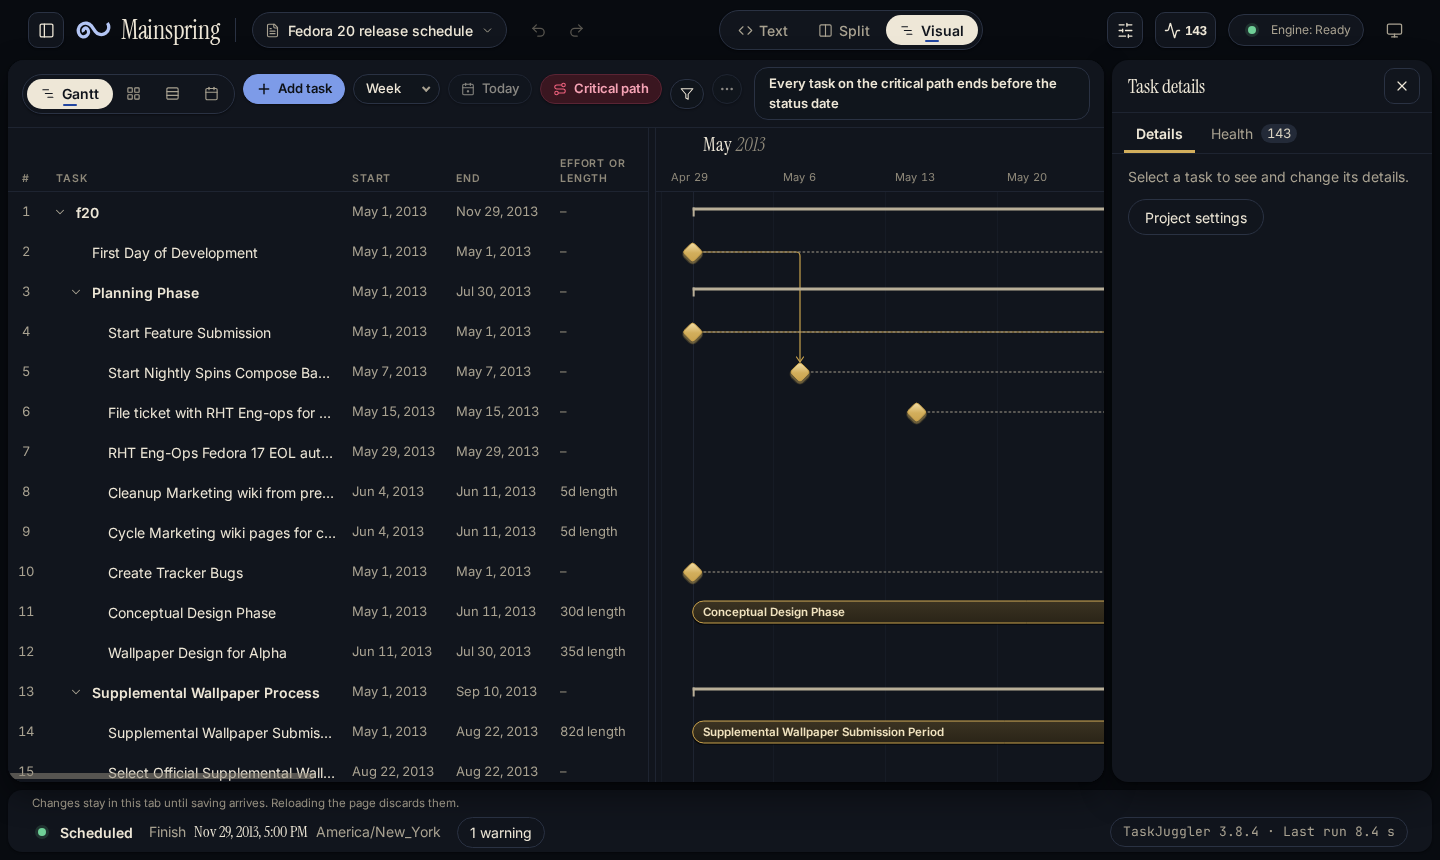 Mainspring
Fedora 20 release schedule
Text
Split
Visual
143
Engine: Ready
Gantt
Add task
Week
Today
Critical path
Every task on the critical path ends before the
status date
Task details
Details
Health 143
Select a task to see and change its details.
Project settings
May 2013
# TASK START END EFFORT OR
LENGTH
Apr 29 May 6 May 13 May 20
1 f20 May 1, 2013 Nov 29, 2013 –
2 First Day of Development May 1, 2013 May 1, 2013 –
3 Planning Phase May 1, 2013 Jul 30, 2013 –
4 Start Feature Submission May 1, 2013 May 1, 2013 –
5 Start Nightly Spins Compose Ba... May 7, 2013 May 7, 2013 –
6 File ticket with RHT Eng-ops for ... May 15, 2013 May 15, 2013 –
7 RHT Eng-Ops Fedora 17 EOL aut... May 29, 2013 May 29, 2013 –
8 Cleanup Marketing wiki from pre... Jun 4, 2013 Jun 11, 2013 5d length
9 Cycle Marketing wiki pages for c... Jun 4, 2013 Jun 11, 2013 5d length
10 Create Tracker Bugs May 1, 2013 May 1, 2013 –
11 Conceptual Design Phase May 1, 2013 Jun 11, 2013 30d length Conceptual Design Phase
12 Wallpaper Design for Alpha Jun 11, 2013 Jul 30, 2013 35d length
13 Supplemental Wallpaper Process May 1, 2013 Sep 10, 2013 –
14 Supplemental Wallpaper Submis... May 1, 2013 Aug 22, 2013 82d length Supplemental Wallpaper Submission Period
15 Select Official Supplemental Wall... Aug 22, 2013 Aug 22, 2013 –
Changes stay in this tab until saving arrives. Reloading the page discards them.
Scheduled Finish Nov 29, 2013, 5:00 PM America/New_York 1 warning
TaskJuggler 3.8.4 · Last run 8.4 s